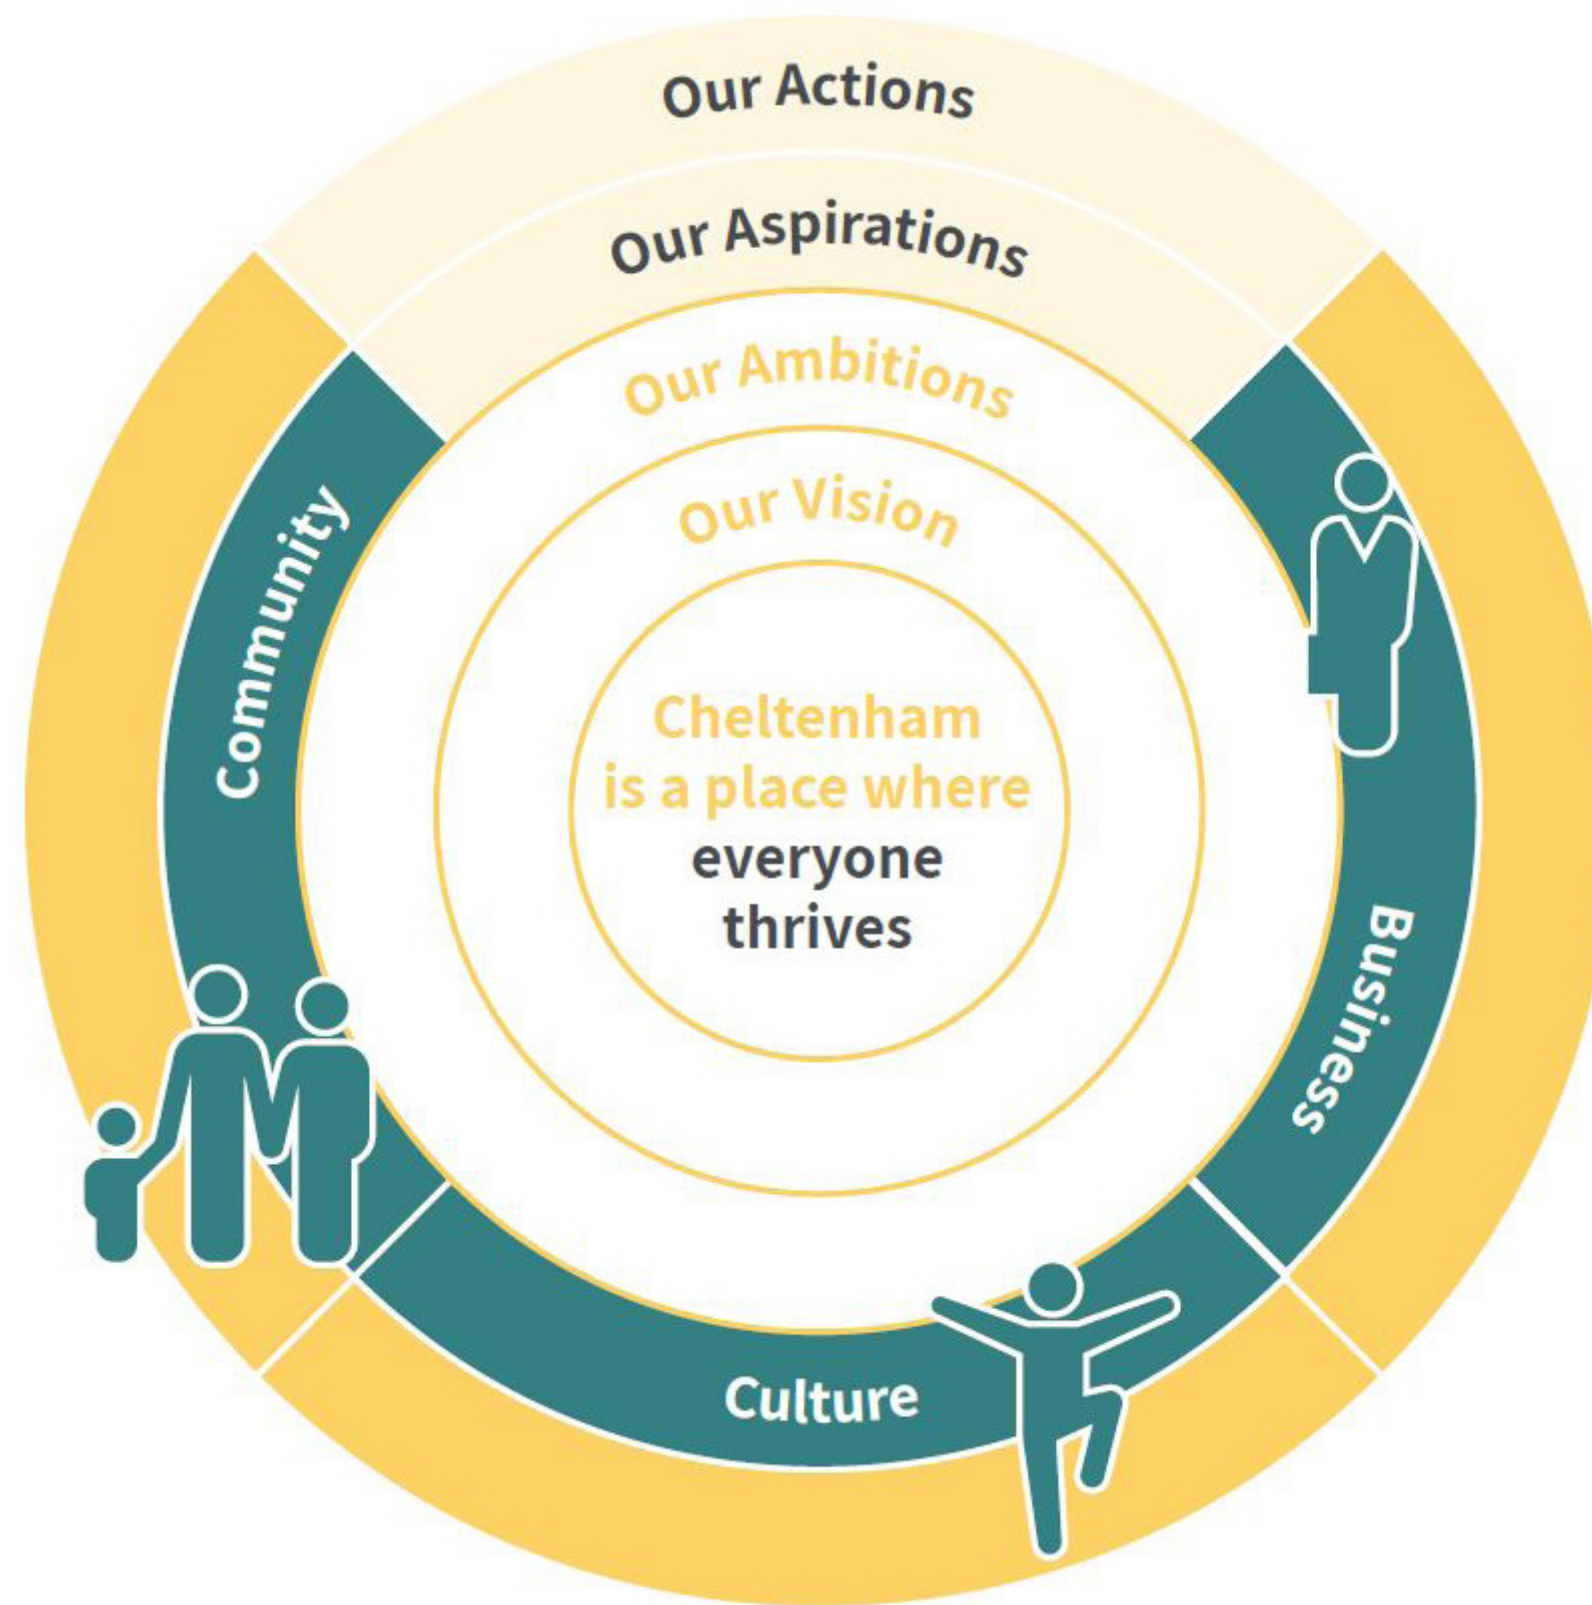 Our Actions
Our Aspirations
Our Ambitions
Our Vision
Cheltenham
is a place where
everyone
thrives
Community
Business
Culture